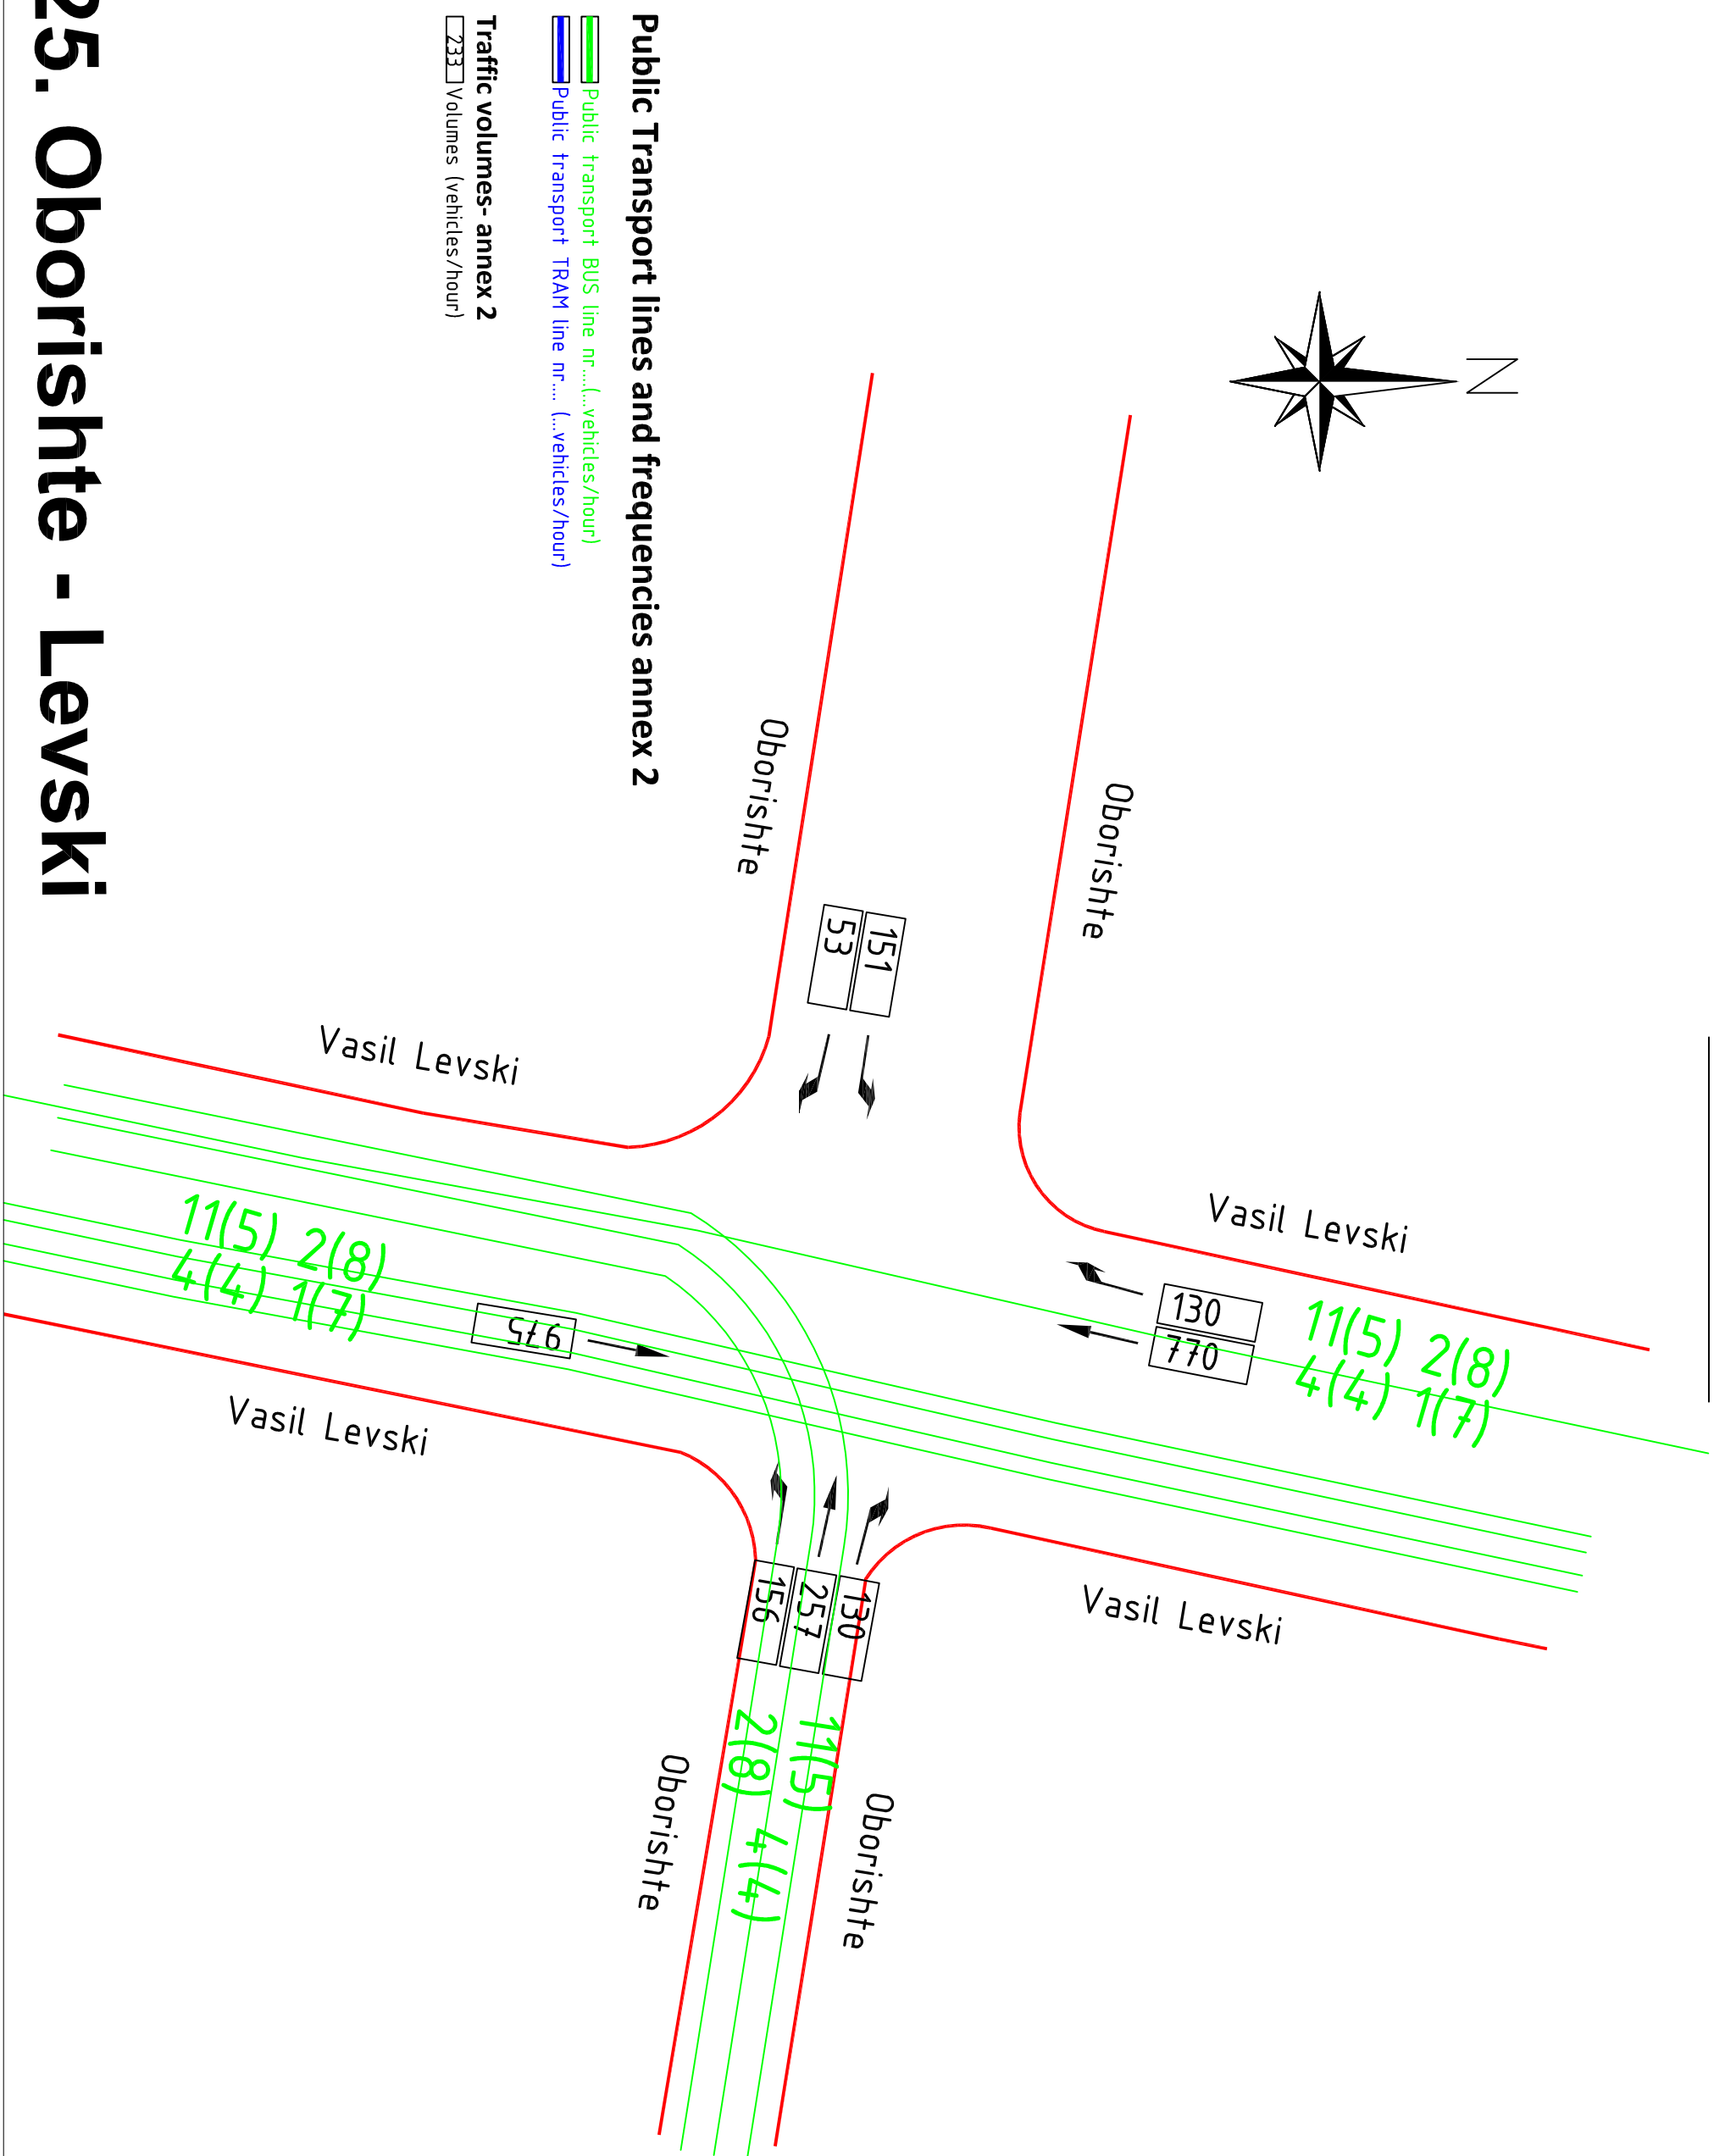 25. Oborishte - Levski
Public Transport lines and frequencies annex 2
Public transport BUS line nr....(...vehicles/hour)
Public transport TRAM line nr.... (...vehicles/hour)
Traffic volumes- annex 2
233 Volumes (vehicles/hour)
N
Oborishte
Oborishte
151
53
Vasil Levski
Vasil Levski
11(5) 2(8)
4(4) 1(7)
130
770
11(5) 2(8)
4(4) 1(7)
975
Vasil Levski
Vasil Levski
130
257
156
11(5)
2(8) 4(4)
Oborishte
Oborishte